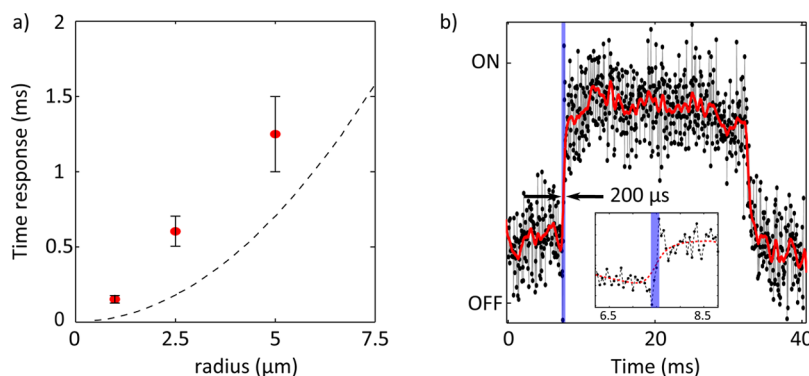 a)
2
1.5
1
0.5
0
0
2.5
5
7.5
Time response (ms)
radius (μm)
b)
ON
OFF
200 μs
6.5
8.5
0
20
40
Time (ms)